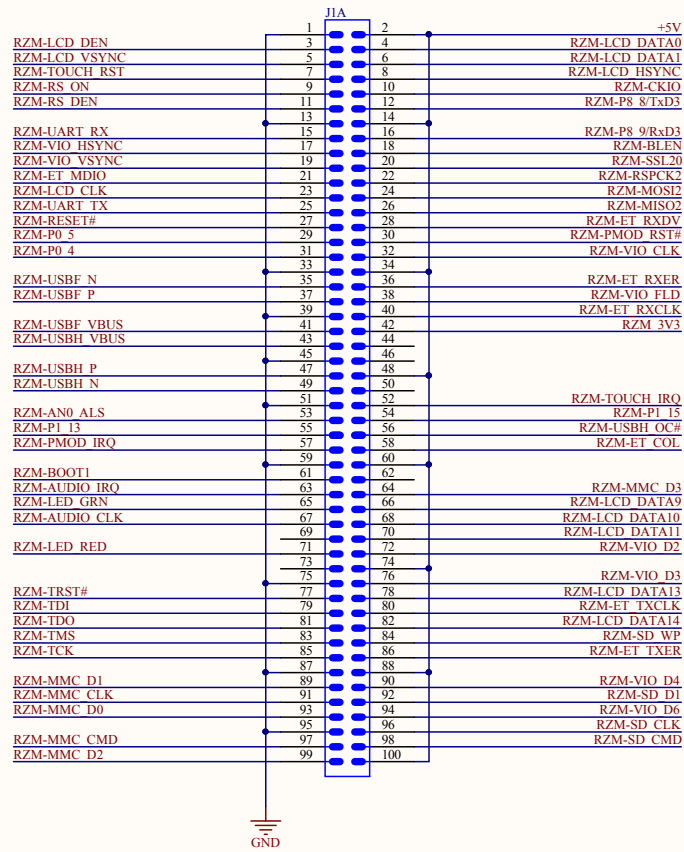 J1A
1 2 +5V
RZM-LCD_DEN 3 4 RZM-LCD_DATA0
RZM-LCD_VSYNC 5 6 RZM-LCD_DATA1
RZM-TOUCH_RST 7 8 RZM-LCD_HSYNC
RZM-RS_ON 9 10 RZM-CKIO
RZM-RS_DEN 11 12 RZM-P8_8/TxD3
13 14
RZM-UART_RX 15 16 RZM-P8_9/RxD3
RZM-VIO_HSYNC 17 18 RZM-BLEN
RZM-VIO_VSYNC 19 20 RZM-SSL20
RZM-ET_MDIO 21 22 RZM-RSPCK2
RZM-LCD_CLK 23 24 RZM-MOSI2
RZM-UART_TX 25 26 RZM-MISO2
RZM-RESET# 27 28 RZM-ET_RXDV
RZM-P0_5 29 30 RZM-PMOD_RST#
RZM-P0_4 31 32 RZM-VIO_CLK
33 34
RZM-USBF_N 35 36 RZM-ET_RXER
RZM-USBF_P 37 38 RZM-VIO_FLD
39 40 RZM-ET_RXCLK
RZM-USBF_VBUS 41 42 RZM_3V3
RZM-USBH_VBUS 43 44
45 46
RZM-USBH_P 47 48
RZM-USBH_N 49 50
51 52 RZM-TOUCH_IRQ
RZM-AN0_ALS 53 54 RZM-P1_15
RZM-P1_13 55 56 RZM-USBH_OC#
RZM-PMOD_IRQ 57 58 RZM-ET_COL
59 60
RZM-BOOT1 61 62
RZM-AUDIO_IRQ 63 64 RZM-MMC_D3
RZM-LED_GRN 65 66 RZM-LCD_DATA9
RZM-AUDIO_CLK 67 68 RZM-LCD_DATA10
69 70 RZM-LCD_DATA11
RZM-LED_RED 71 72 RZM-VIO_D2
73 74
75 76 RZM-VIO_D3
RZM-TRST# 77 78 RZM-LCD_DATA13
RZM-TDI 79 80 RZM-ET_TXCLK
RZM-TDO 81 82 RZM-LCD_DATA14
RZM-TMS 83 84 RZM-SD_WP
RZM-TCK 85 86 RZM-ET_TXER
87 88
RZM-MMC_D1 89 90 RZM-VIO_D4
RZM-MMC_CLK 91 92 RZM-SD_D1
RZM-MMC_D0 93 94 RZM-VIO_D6
95 96 RZM-SD_CLK
RZM-MMC_CMD 97 98 RZM-SD_CMD
RZM-MMC_D2 99 100
GND